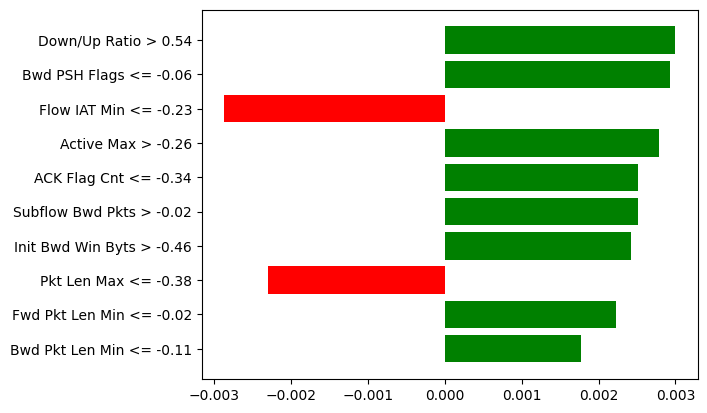 Down/Up Ratio > 0.54
Bwd PSH Flags <= -0.06
Flow IAT Min <= -0.23
Active Max > -0.26
ACK Flag Cnt <= -0.34
Subflow Bwd Pkts > -0.02
Init Bwd Win Byts > -0.46
Pkt Len Max <= -0.38
Fwd Pkt Len Min <= -0.02
Bwd Pkt Len Min <= -0.11
−0.003 −0.002 −0.001 0.000 0.001 0.002 0.003